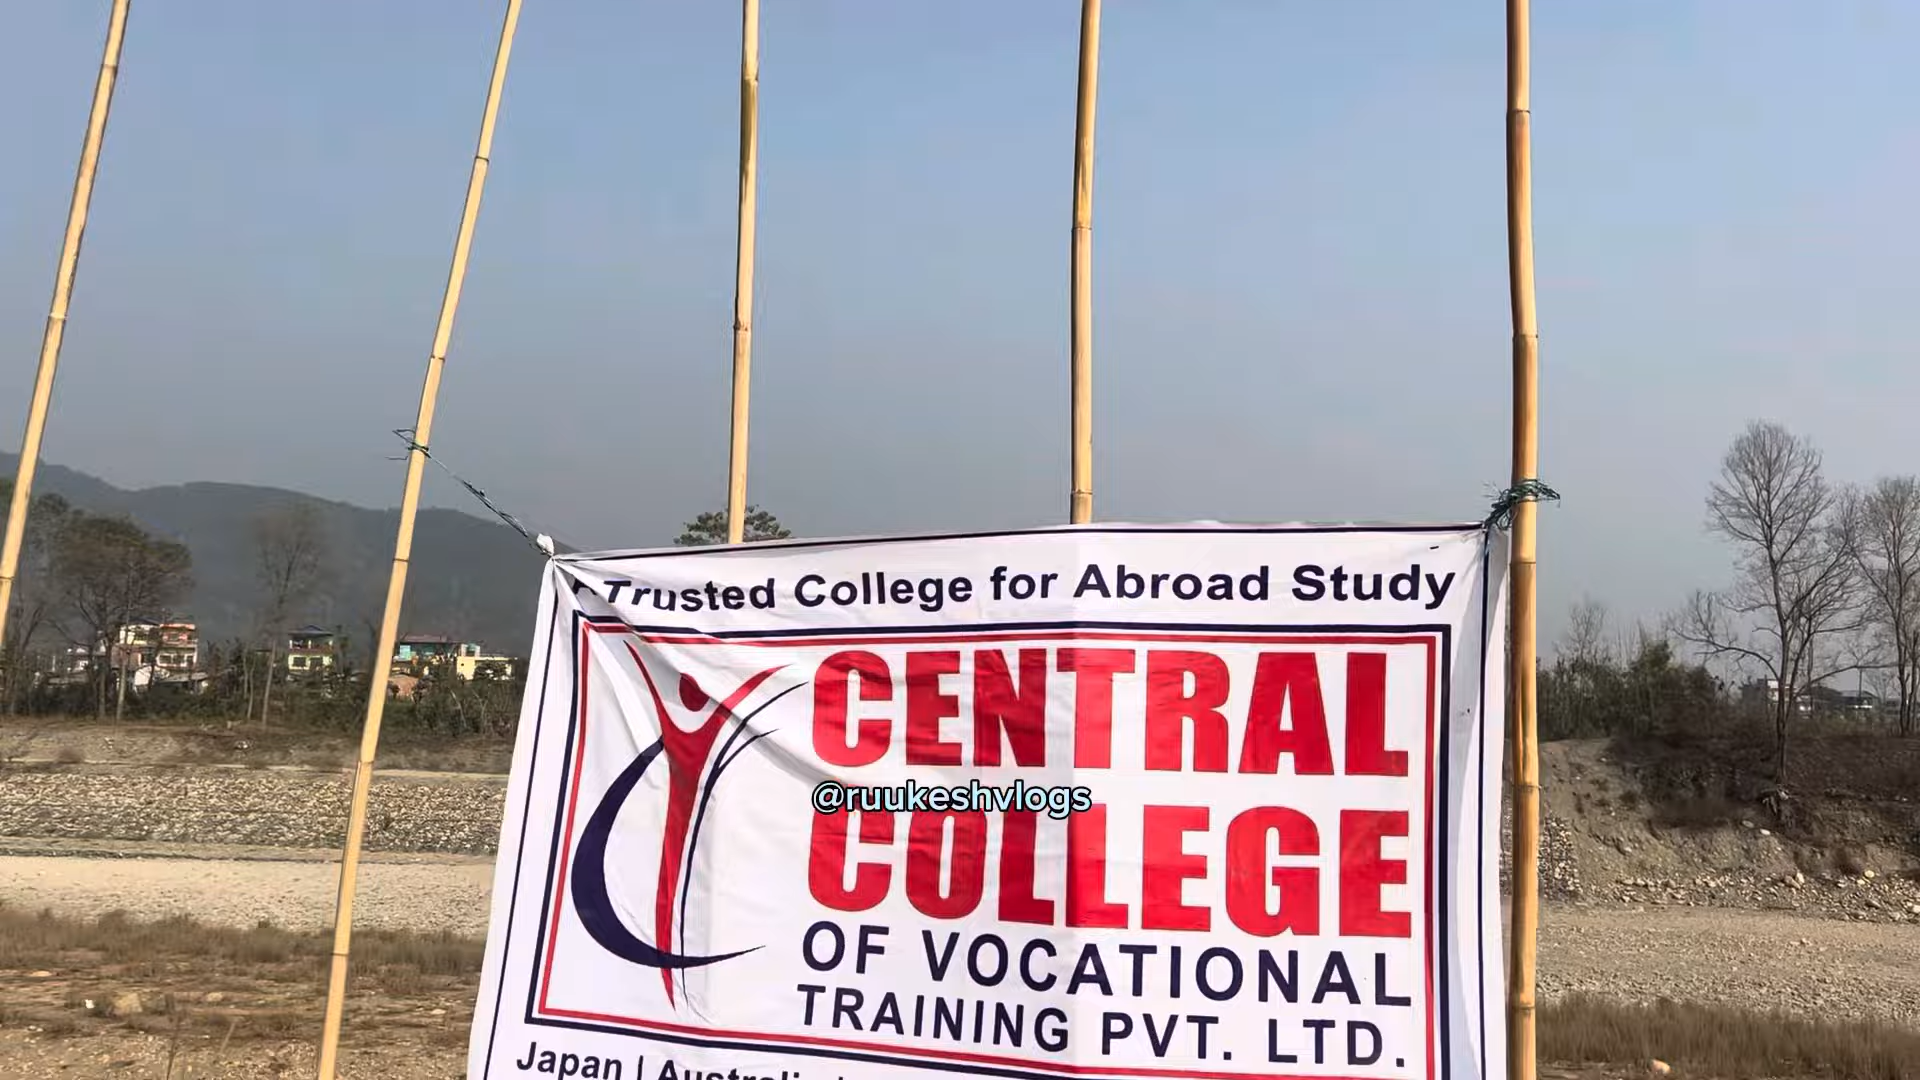 Trusted College for Abroad Study
CENTRAL
@ruukeshvlogs
COLLEGE
OF VOCATIONAL
TRAINING PVT. LTD.
Japan |